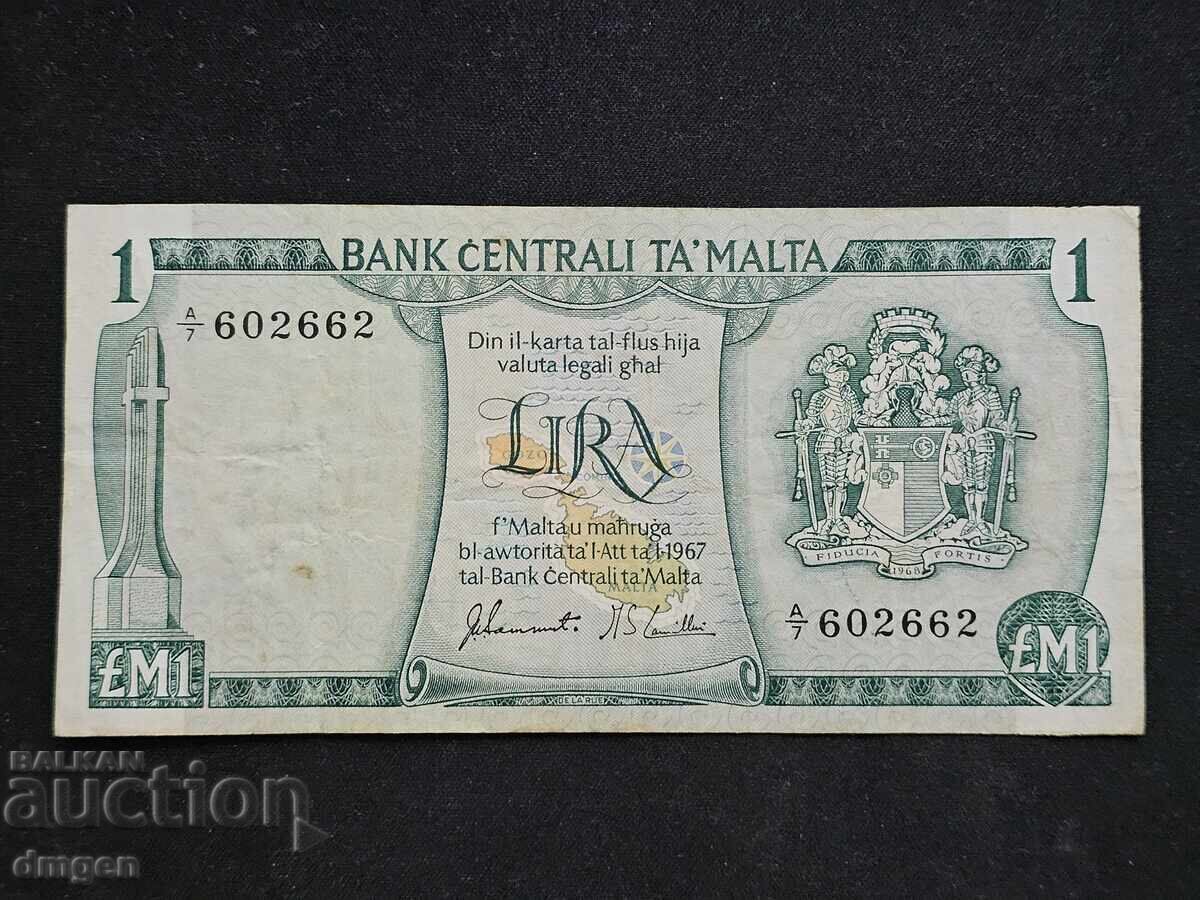 1 BANK ĊENTRALI TA' MALTA 1
A/7 602662
Din il-karta tal-flus hija
valuta legali għal
LIRA
GOZO
COMINO
f'Malta u maħruġa
bl-awtorita ta' l-Att ta' l-1967
tal-Bank Ċentrali ta' Malta
MALTA
FIDUCIA FORTIS
1968
A/7 602662
£M1 £M1
DE LA RUE
BALKAN
auction
dmgen